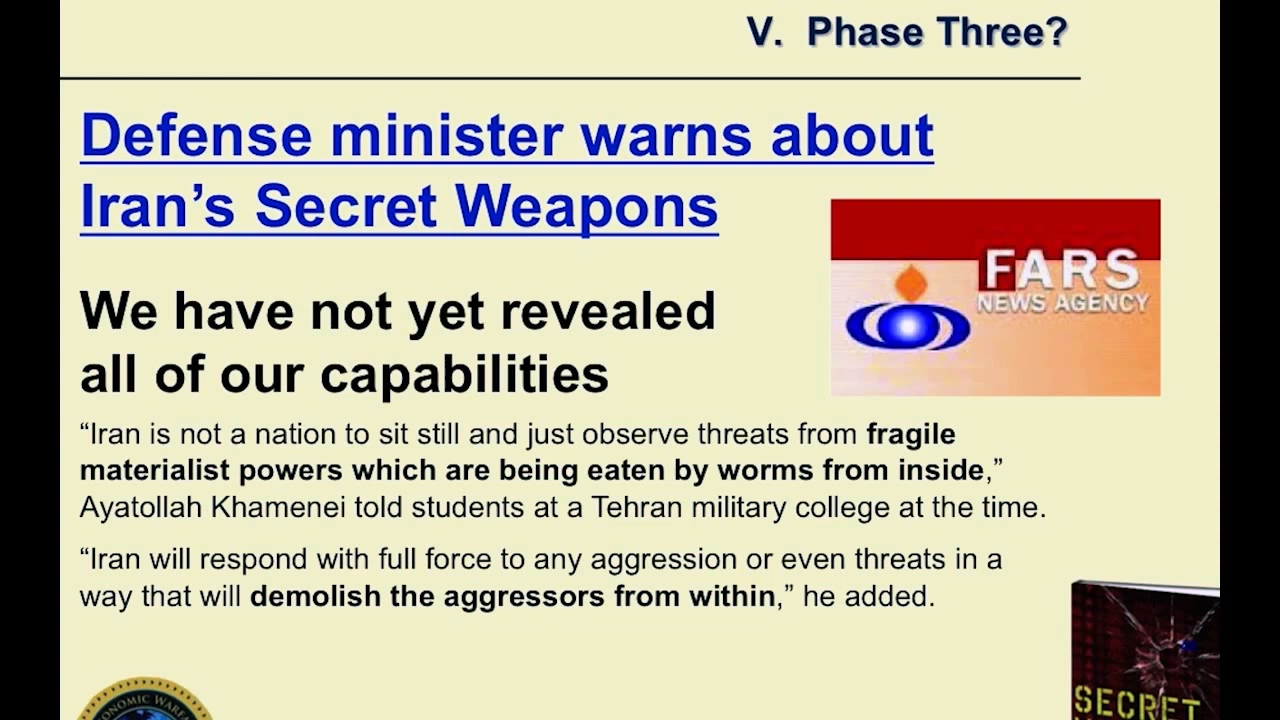 V. Phase Three?
Defense minister warns about
Iran’s Secret Weapons
FARS
NEWS AGENCY
We have not yet revealed
all of our capabilities
“Iran is not a nation to sit still and just observe threats from fragile
materialist powers which are being eaten by worms from inside,”
Ayatollah Khamenei told students at a Tehran military college at the time.
“Iran will respond with full force to any aggression or even threats in a
way that will demolish the aggressors from within,” he added.
SECRET